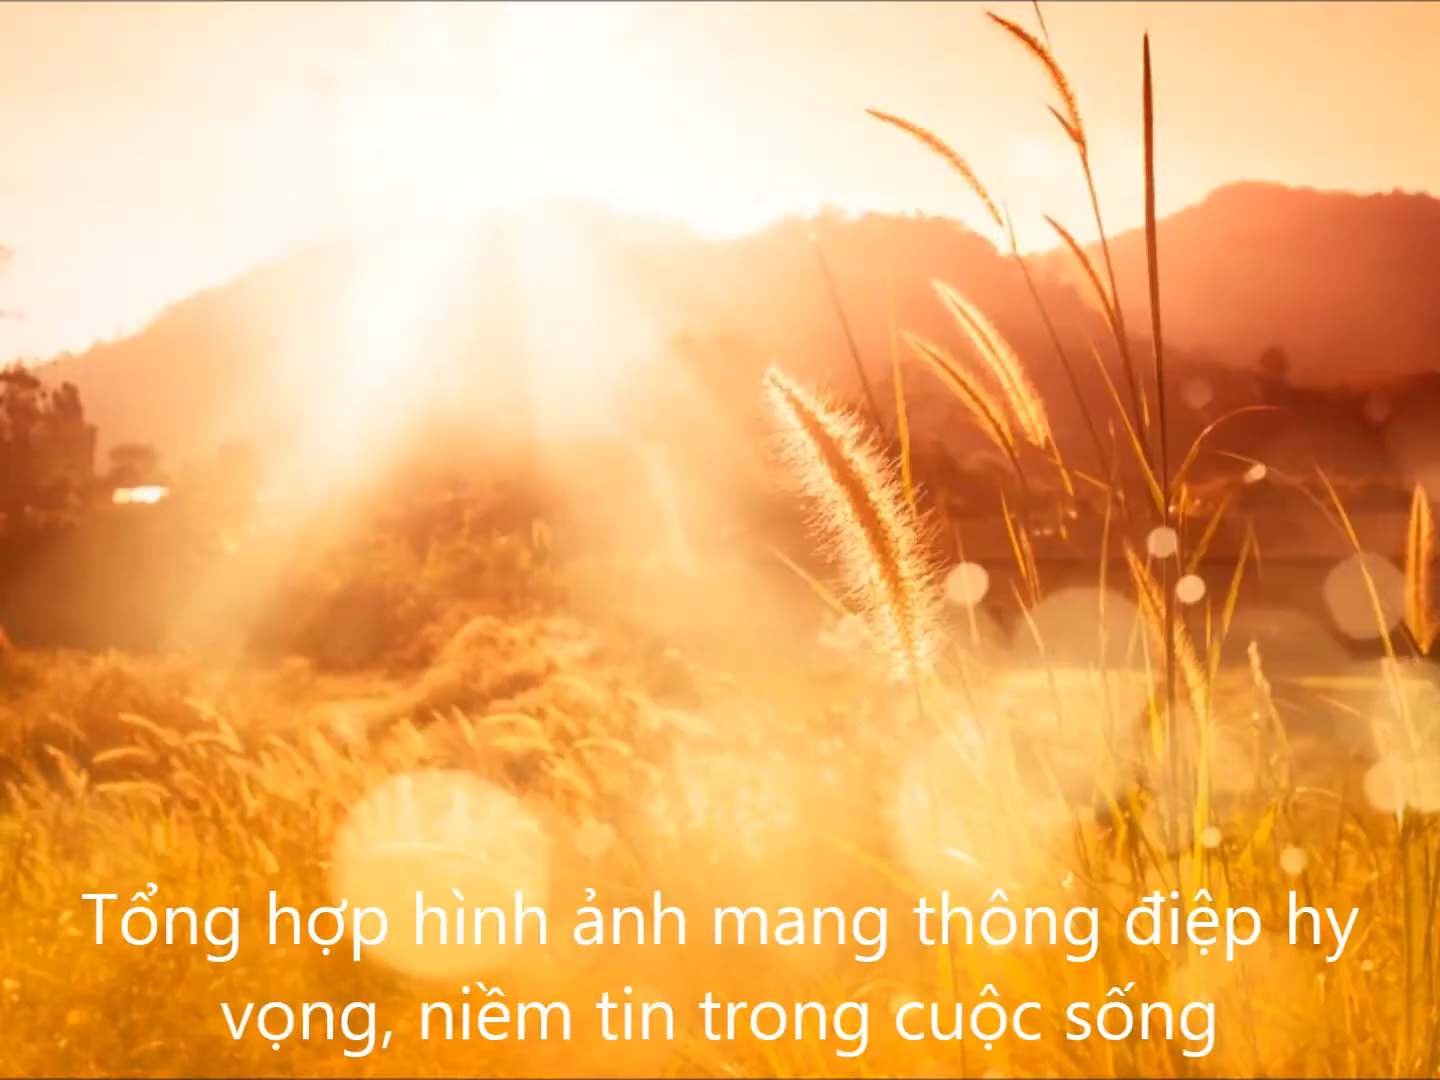 Tổng hợp hình ảnh mang thông điệp hy
vọng, niềm tin trong cuộc sống